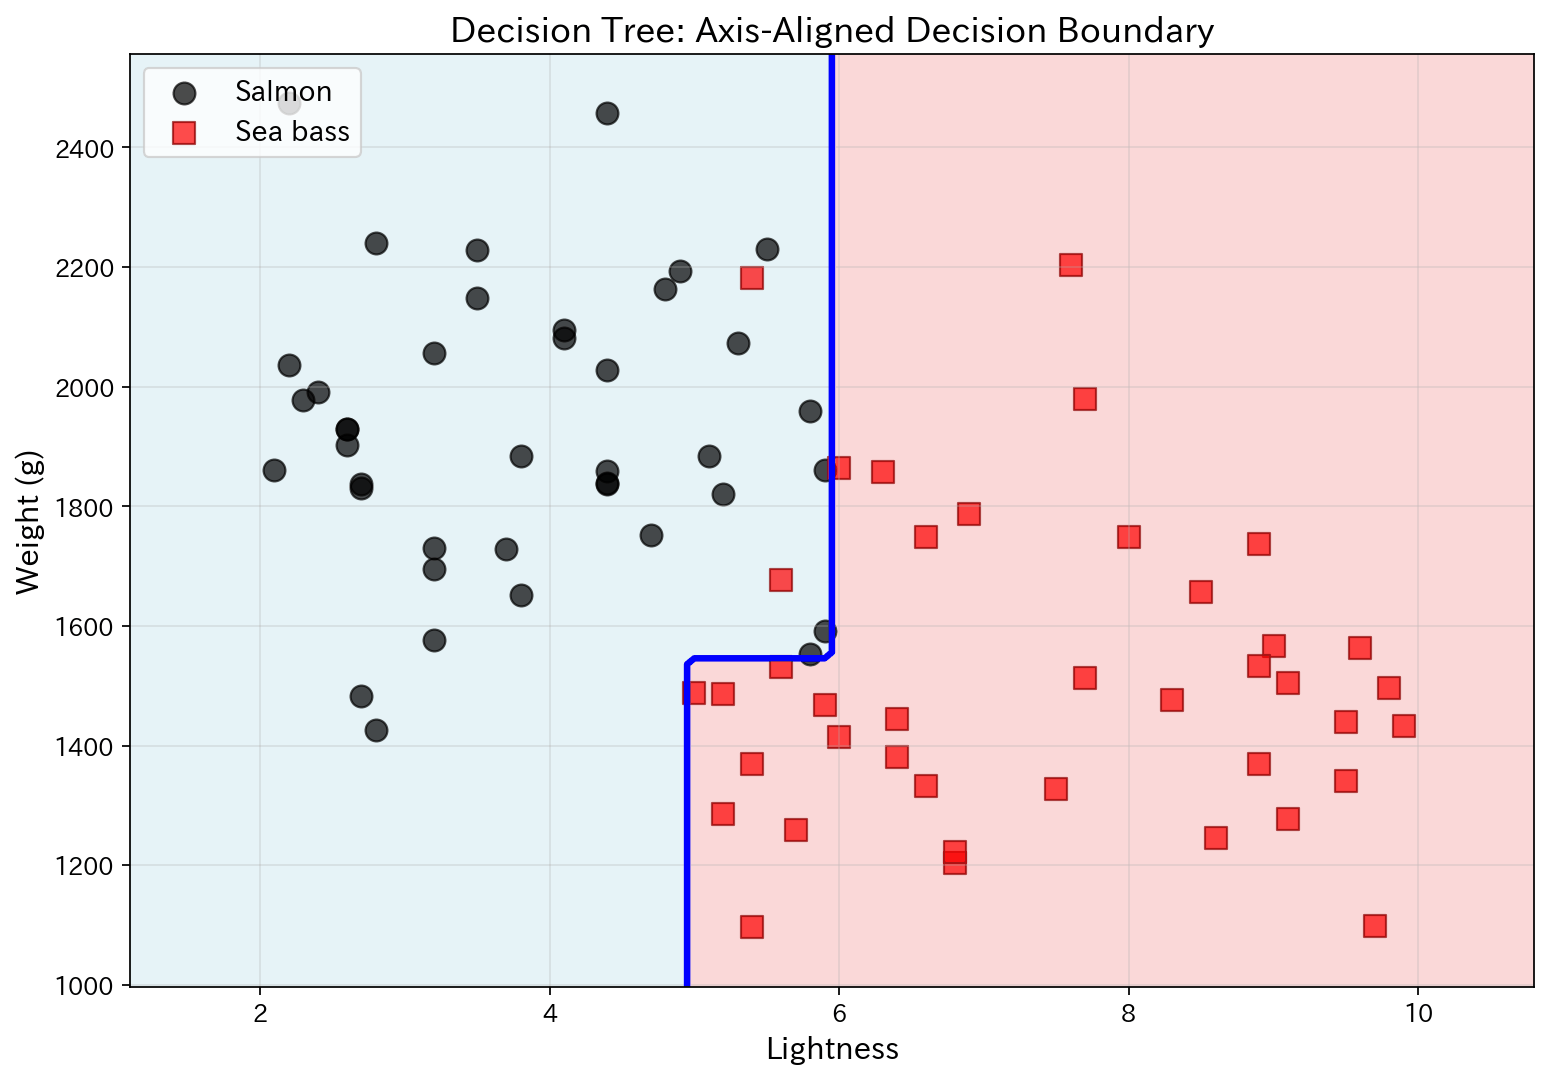 Decision Tree: Axis-Aligned Decision Boundary
Salmon
Sea bass
2400
2200
2000
1800
1600
1400
1200
1000
Weight (g)
2 4 6 8 10
Lightness